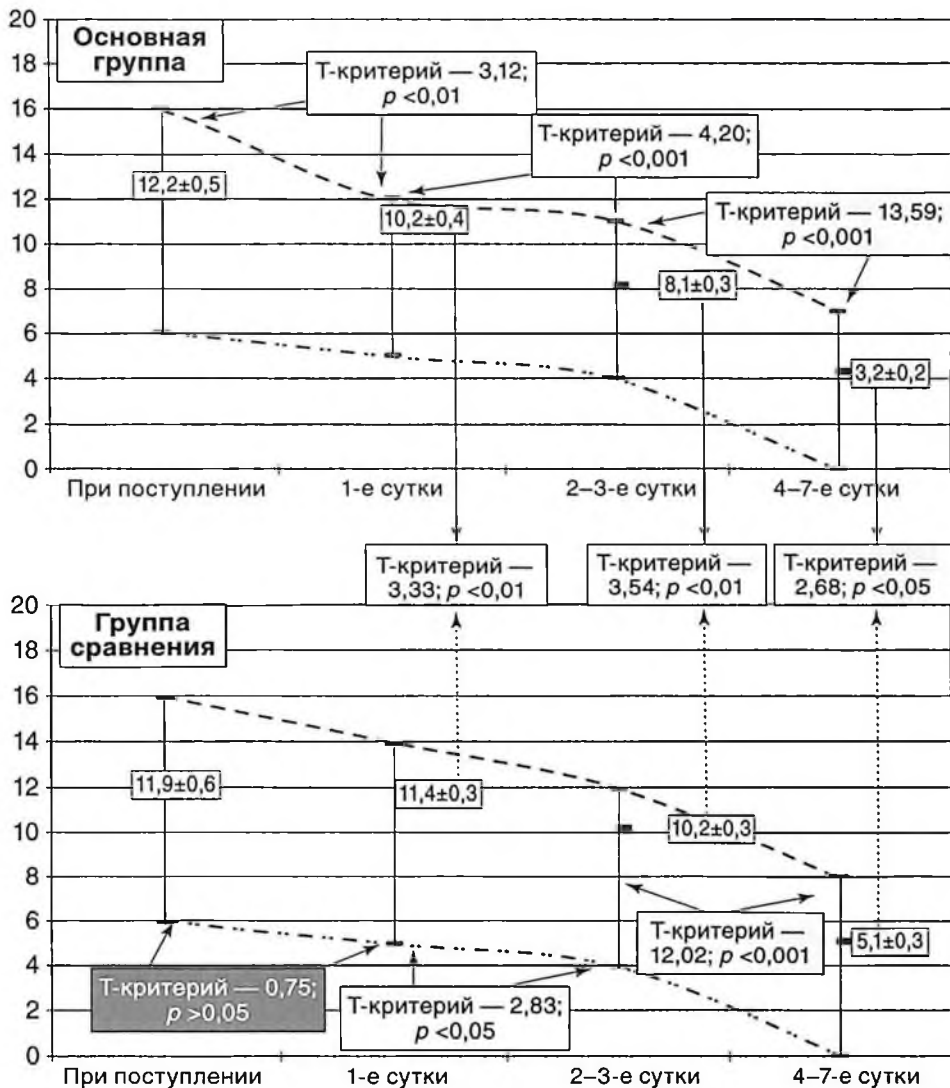 20
18
16
14
12
10
8
6
4
2
0
Основная
группа
Т-критерий — 3,12;
p <0,01
Т-критерий — 4,20;
p <0,001
Т-критерий — 13,59;
p <0,001
12,2±0,5
10,2±0,4
8,1±0,3
3,2±0,2
При поступлении
1-е сутки
2–3-е сутки
4–7-е сутки
Т-критерий —
3,33; p <0,01
Т-критерий —
3,54; p <0,01
Т-критерий —
2,68; p <0,05
20
18
16
14
12
10
8
6
4
2
0
Группа
сравнения
11,9±0,6
11,4±0,3
10,2±0,3
5,1±0,3
Т-критерий —
12,02; p <0,001
Т-критерий — 0,75;
p >0,05
Т-критерий — 2,83;
p <0,05
При поступлении
1-е сутки
2–3-е сутки
4–7-е сутки